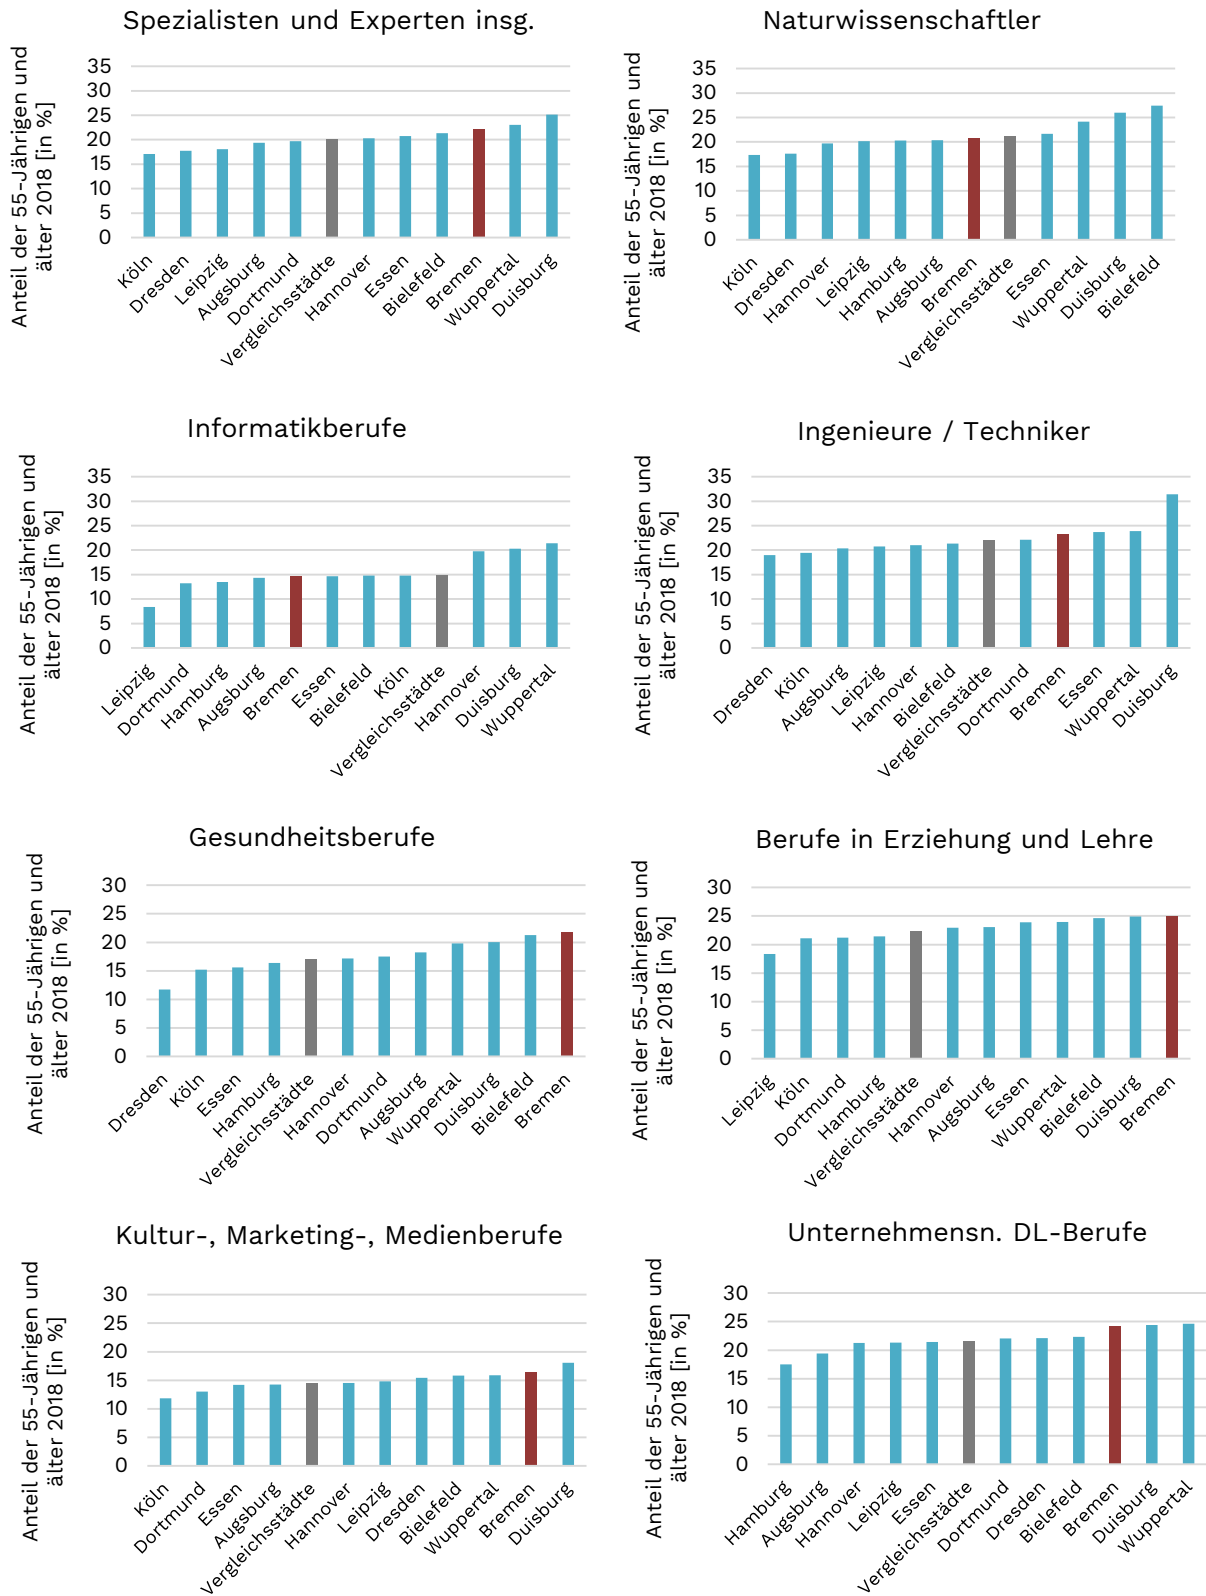 Spezialisten und Experten insg.
Anteil der 55-Jährigen und
älter 2018 [in %]
35
30
25
20
15
10
5
0
Köln
Dresden
Leipzig
Augsburg
Dortmund
Vergleichsstädte
Hannover
Essen
Bielefeld
Bremen
Wuppertal
Duisburg
Naturwissenschaftler
Anteil der 55-Jährigen und
älter 2018 [in %]
35
30
25
20
15
10
5
0
Köln
Dresden
Hannover
Leipzig
Hamburg
Augsburg
Bremen
Vergleichsstädte
Essen
Wuppertal
Duisburg
Bielefeld
Informatikberufe
Anteil der 55-Jährigen und
älter 2018 [in %]
35
30
25
20
15
10
5
0
Leipzig
Dortmund
Hamburg
Augsburg
Bremen
Essen
Bielefeld
Köln
Vergleichsstädte
Hannover
Duisburg
Wuppertal
Ingenieure / Techniker
Anteil der 55-Jährigen und
älter 2018 [in %]
35
30
25
20
15
10
5
0
Dresden
Köln
Augsburg
Leipzig
Hannover
Bielefeld
Vergleichsstädte
Dortmund
Bremen
Essen
Wuppertal
Duisburg
Gesundheitsberufe
Anteil der 55-Jährigen und
älter 2018 [in %]
30
25
20
15
10
5
0
Dresden
Köln
Essen
Hamburg
Vergleichsstädte
Hannover
Dortmund
Augsburg
Wuppertal
Duisburg
Bielefeld
Bremen
Berufe in Erziehung und Lehre
Anteil der 55-Jährigen und
älter 2018 [in %]
30
25
20
15
10
5
0
Leipzig
Köln
Dortmund
Hamburg
Vergleichsstädte
Hannover
Augsburg
Essen
Wuppertal
Bielefeld
Duisburg
Bremen
Kultur-, Marketing-, Medienberufe
Anteil der 55-Jährigen und
älter 2018 [in %]
30
25
20
15
10
5
0
Köln
Dortmund
Essen
Augsburg
Vergleichsstädte
Hannover
Leipzig
Dresden
Bielefeld
Wuppertal
Bremen
Duisburg
Unternehmensn. DL-Berufe
Anteil der 55-Jährigen und
älter 2018 [in %]
30
25
20
15
10
5
0
Hamburg
Augsburg
Hannover
Leipzig
Essen
Vergleichsstädte
Dortmund
Dresden
Bielefeld
Bremen
Duisburg
Wuppertal